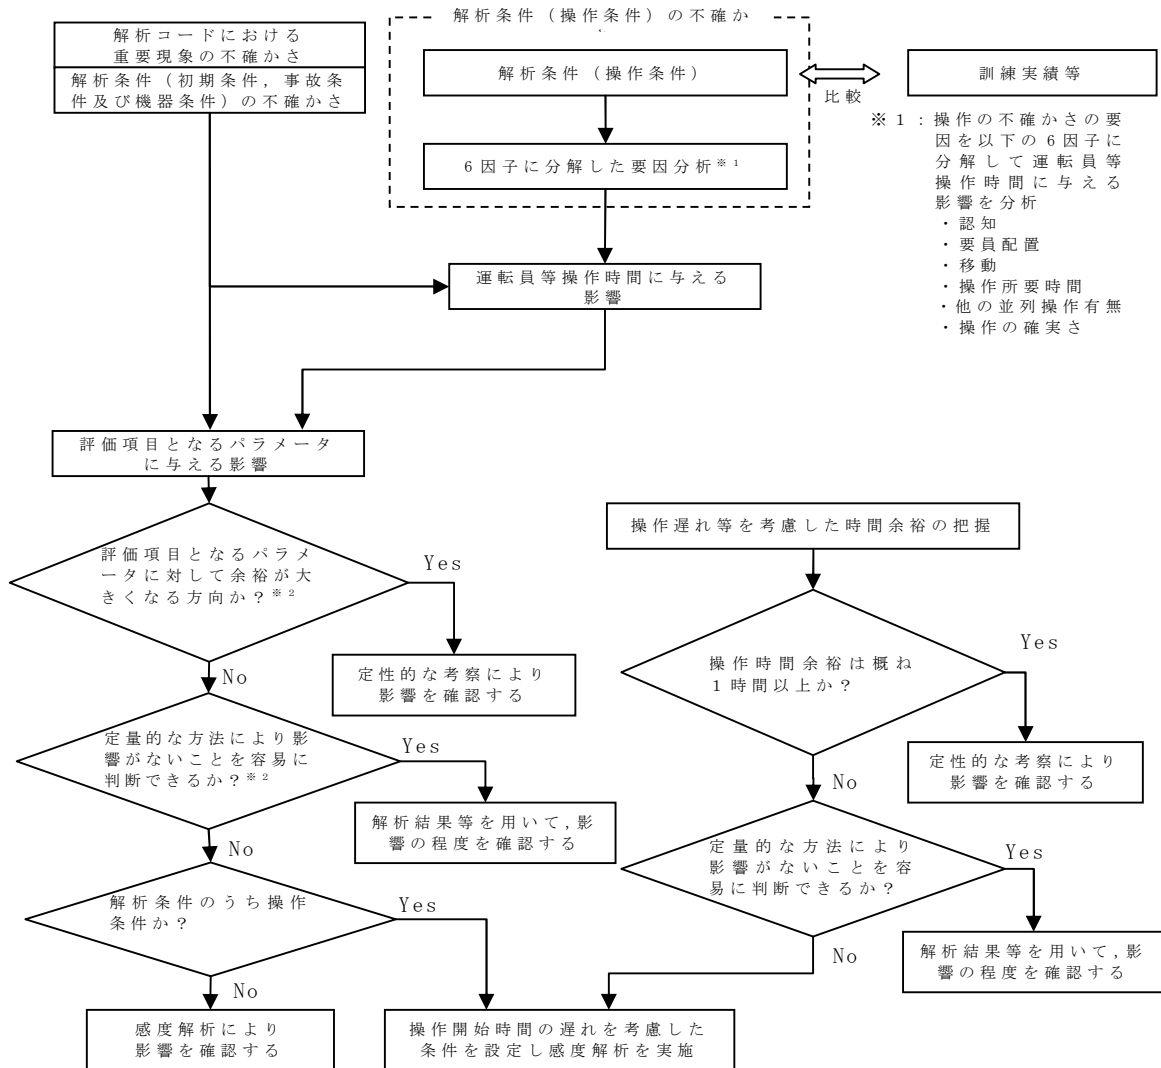 解析コードにおける
重要現象の不確かさ
解析条件（初期条件，事故条
件及び機器条件）の不確かさ
解析条件（操作条件）の不確か
解析条件（操作条件）
比較
訓練実績等
6因子に分解した要因分析※1
※1：操作の不確かさの要
因を以下の6因子に
分解して運転員等
操作時間に与える
影響を分析
・認知
・要員配置
・移動
・操作所要時間
・他の並列操作有無
・操作の確実さ
運転員等操作時間に与える
影響
評価項目となるパラメータ
に与える影響
評価項目となるパラメ
ータに対して余裕が大
きくなる方向か？※2
Yes
定性的な考察により
影響を確認する
No
定量的な方法により影
響がないことを容易に
判断できるか？※2
Yes
解析結果等を用いて，影
響の程度を確認する
No
解析条件のうち操作
条件か？
Yes
No
感度解析により
影響を確認する
操作開始時間の遅れを考慮した
条件を設定し感度解析を実施
操作遅れ等を考慮した時間余裕の把握
操作時間余裕は概ね
1時間以上か？
Yes
定性的な考察により
影響を確認する
No
定量的な方法により
影響がないことを容
易に判断できるか？
Yes
解析結果等を用いて，影
響の程度を確認する
No